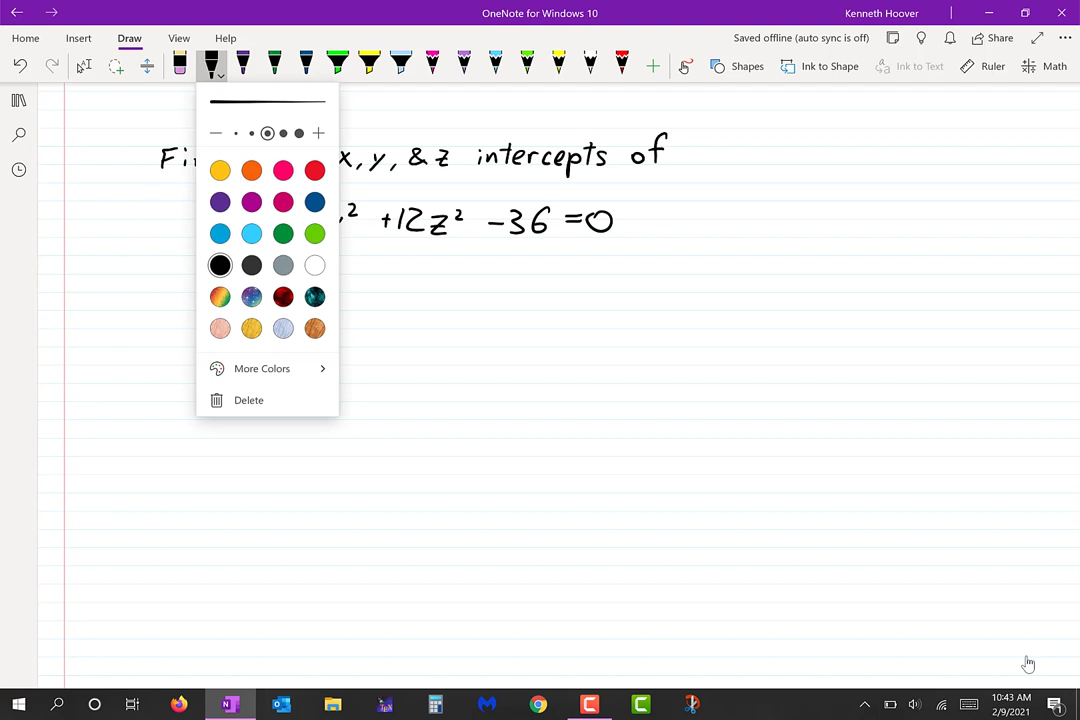 OneNote for Windows 10
Kenneth Hoover
Home Insert Draw View Help
Saved offline (auto sync is off)
Share
Shapes
Ink to Shape
Ink to Text
Ruler
Math
x, y, & z intercepts of
² +12z² -36 =0
More Colors
Delete
10:43 AM
2/9/2021